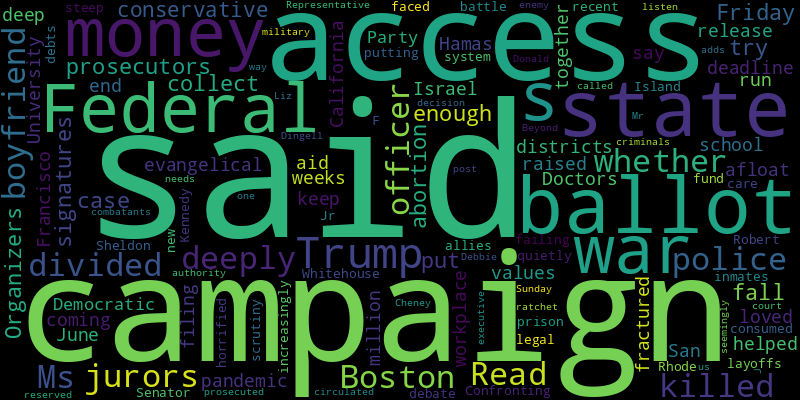 deep
steep
conservative
Representative
faced
battle
enemy
recent
listen
Friday
boyfriend
debts
money
military
access
Party
Hamas
putting
system
together
Donald
say
adds
try
release
University
prosecutors
collect
California
way
Israel
called
deadline
end
run
Federal
Liz
officer
decision
enough
s
state
Island
Beyond
Mr
signatures
Dingell
F
said
criminals
districts
school
Francisco
evangelical
aid
abortion
raised
whether
case
needs
weeks
post
Doctors
fund
care
afloat
Organizers
combatants
Kennedy
one
keep
Jr
ballot
Sheldon
new
Trump
allies
falling
war
Robert
divided
deeply
put
Debbie
quietly
police
authority
Whitehouse
values
inmates
campaign
Democratic
filing
horrified
scrutiny
increasingly
million
Cheney
workplace
executive
Sunday
ratchet
prison
legal
fractured
fall
court
loved
coming
June
seemingly
consumed
San
helped
Ms
jurors
pandemic
Boston
Read
Rhode
us
layoffs
reserved
Senator
prosecuted
circulated
debate
Confronting
killed